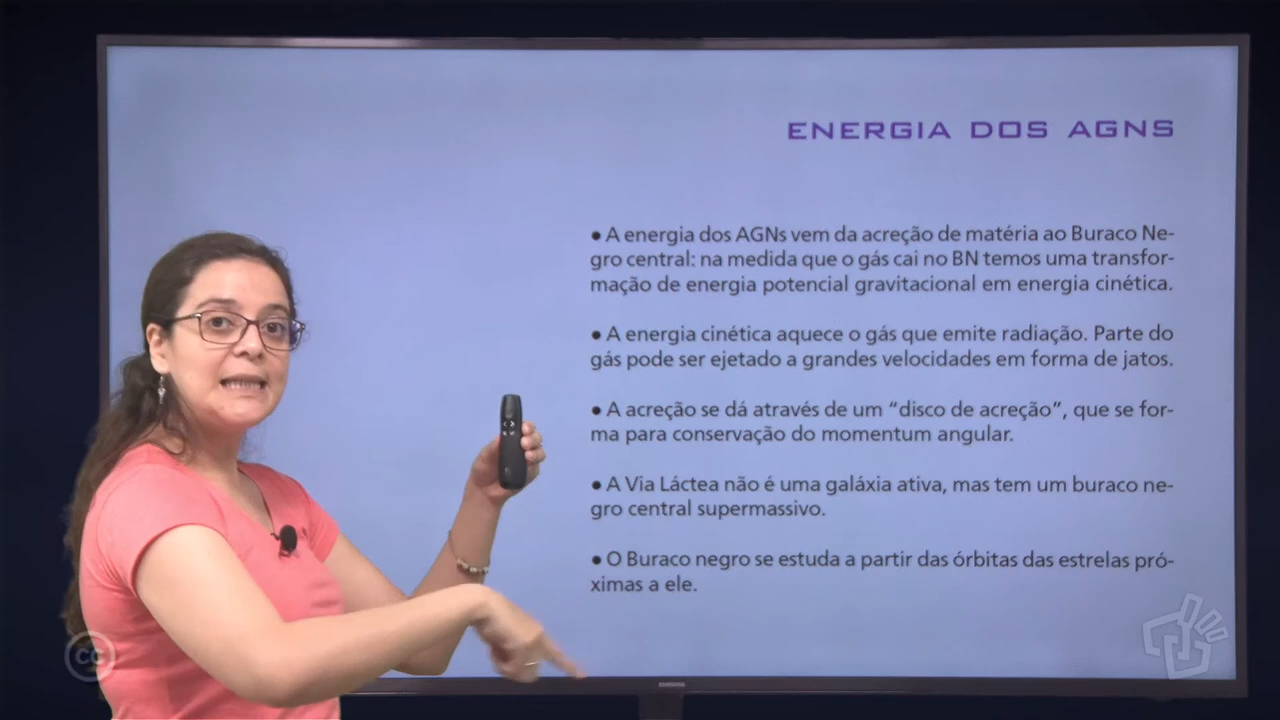 ENERGIA DOS AGNS
● A energia dos AGNs vem da acreção de matéria ao Buraco Ne-
gro central: na medida que o gás cai no BN temos uma transfor-
mação de energia potencial gravitacional em energia cinética.
● A energia cinética aquece o gás que emite radiação. Parte do
gás pode ser ejetado a grandes velocidades em forma de jatos.
● A acreção se dá através de um “disco de acreção”, que se for-
ma para conservação do momentum angular.
● A Via Láctea não é uma galáxia ativa, mas tem um buraco ne-
gro central supermassivo.
● O Buraco negro se estuda a partir das órbitas das estrelas pró-
ximas a ele.
cc
SAMSUNG